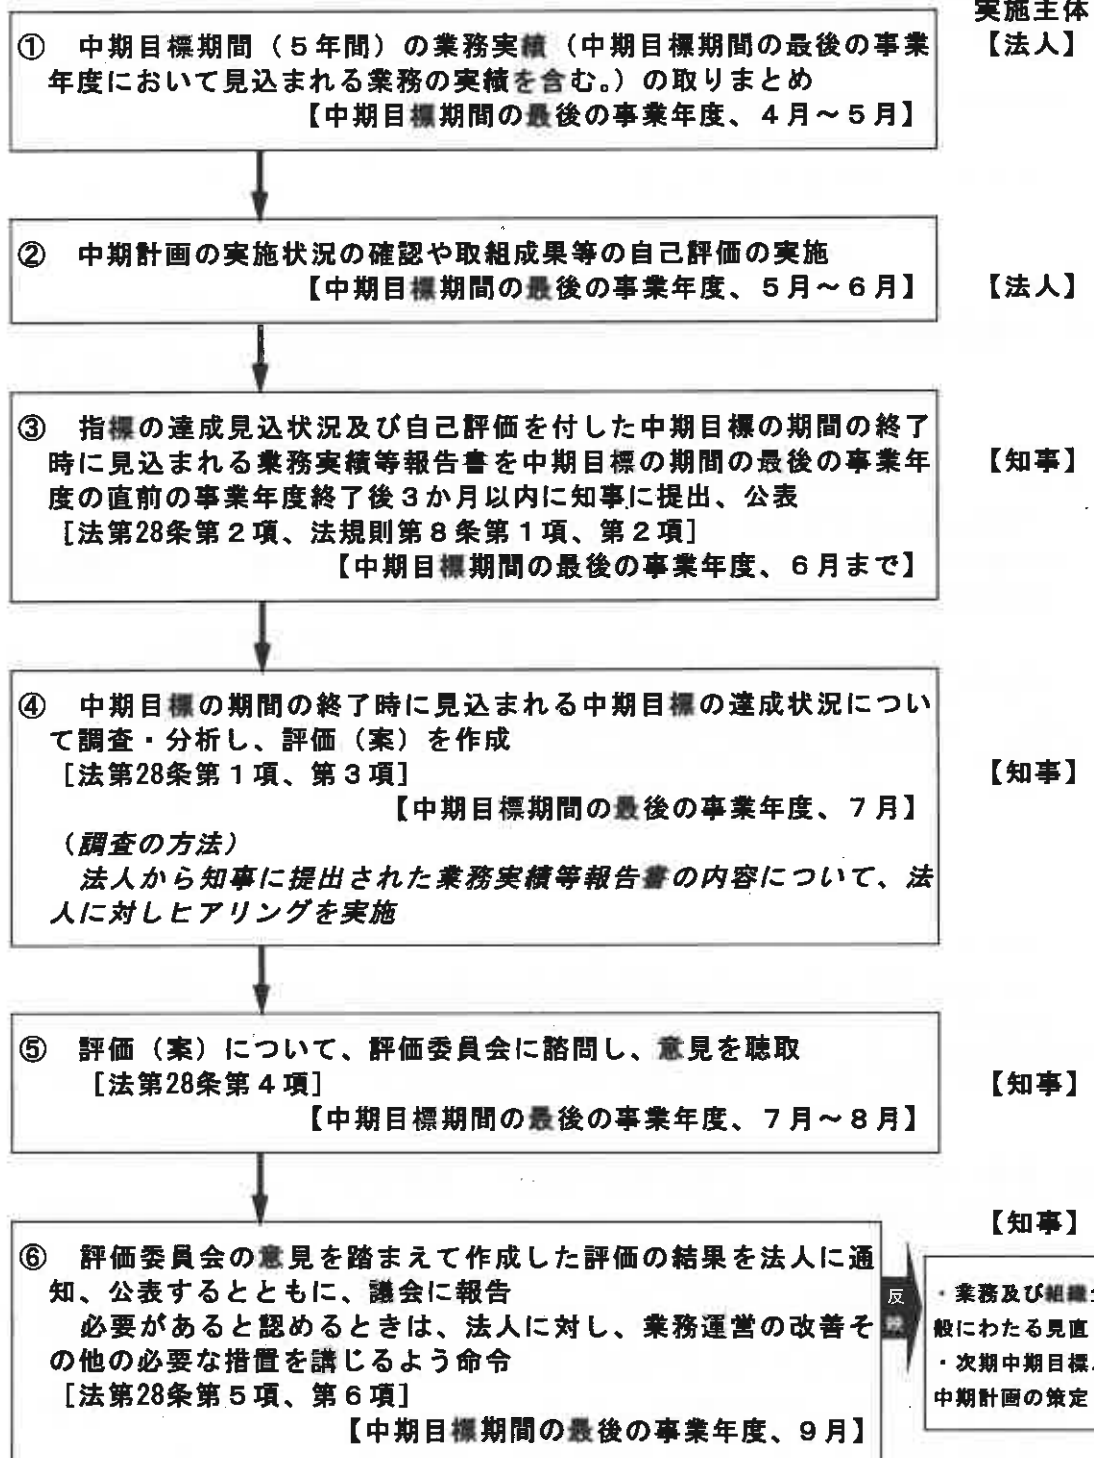 実施主体
① 中期目標期間（５年間）の業務実績（中期目標期間の最後の事業
【法人】
年度において見込まれる業務の実績を含む。）の取りまとめ
【中期目標期間の最後の事業年度、４月～５月】
② 中期計画の実施状況の確認や取組成果等の自己評価の実施
【中期目標期間の最後の事業年度、５月～６月】
【法人】
③ 指標の達成見込状況及び自己評価を付した中期目標の期間の終了
時に見込まれる業務実績等報告書を中期目標の期間の最後の事業年
【知事】
度の直前の事業年度終了後３か月以内に知事に提出、公表
［法第28条第２項、法規則第８条第１項、第２項］
【中期目標期間の最後の事業年度、６月まで】
④ 中期目標の期間の終了時に見込まれる中期目標の達成状況につい
て調査・分析し、評価（案）を作成
［法第28条第１項、第３項］
【知事】
【中期目標期間の最後の事業年度、７月】
（調査の方法）
法人から知事に提出された業務実績等報告書の内容について、法
人に対しヒアリングを実施
⑤ 評価（案）について、評価委員会に諮問し、意見を聴取
［法第28条第４項］
【知事】
【中期目標期間の最後の事業年度、７月～８月】
【知事】
⑥ 評価委員会の意見を踏まえて作成した評価の結果を法人に通
知、公表するとともに、議会に報告
必要があると認めるときは、法人に対し、業務運営の改善そ
の他の必要な措置を講じるよう命令
［法第28条第５項、第６項］
【中期目標期間の最後の事業年度、９月】
反映
・業務及び組織全
般にわたる見直
・次期中期目標、
中期計画の策定